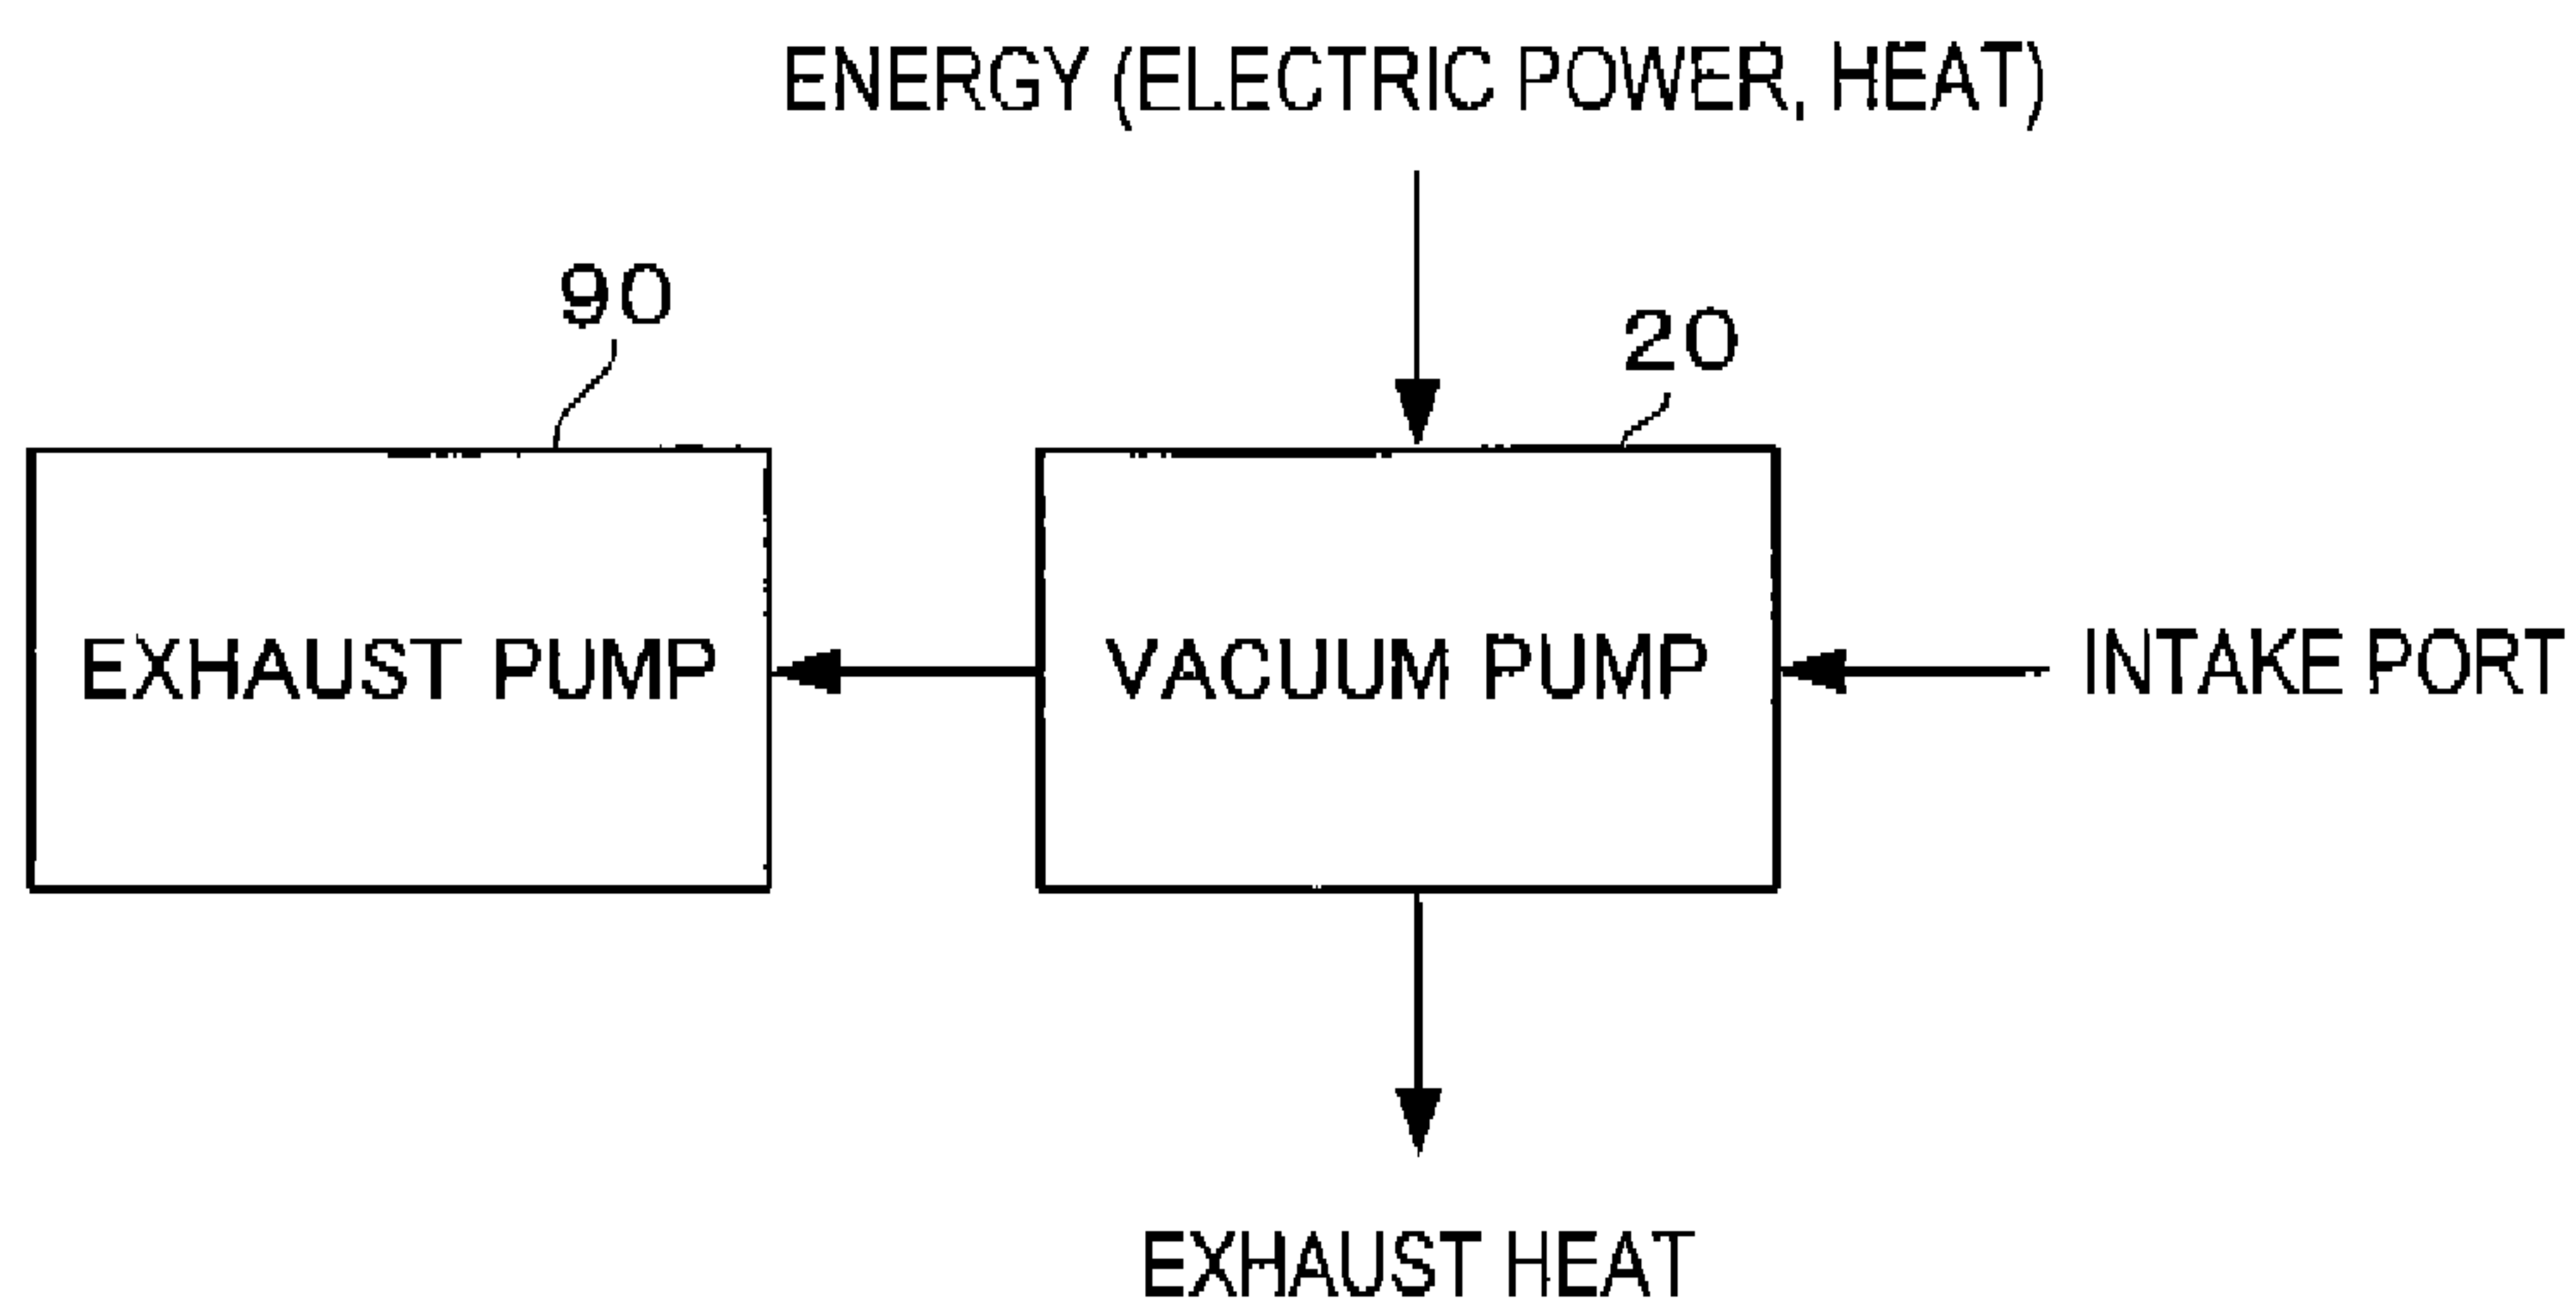 ENERGY (ELECTRIC POWER, HEAT)
90
20
EXHAUST PUMP
VACUUM PUMP
INTAKE PORT
EXHAUST HEAT